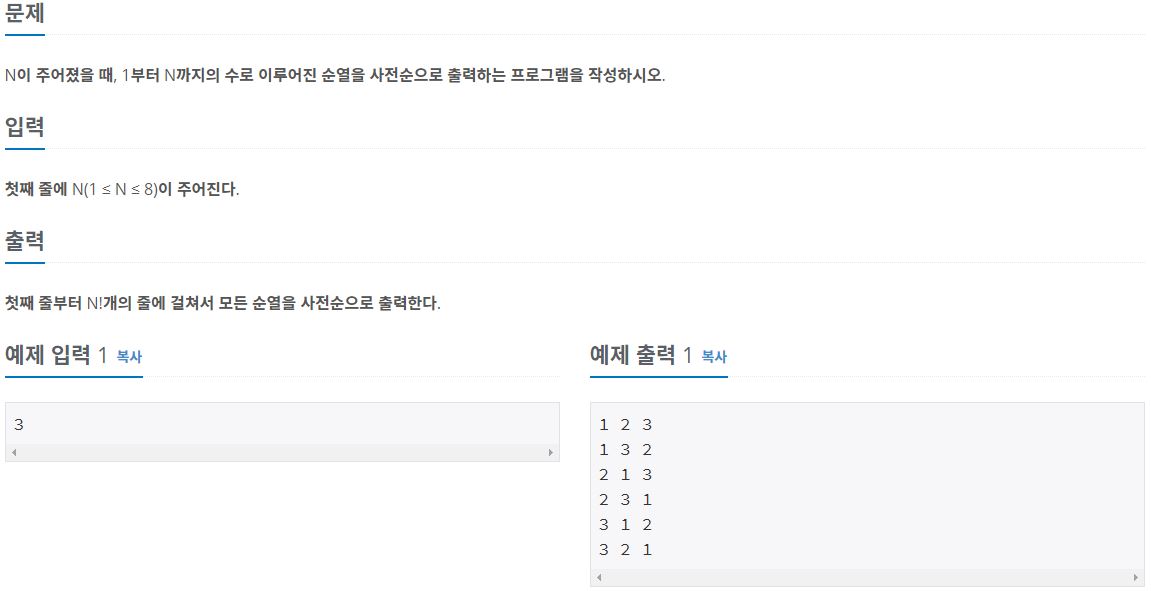 문제
N이 주어졌을 때, 1부터 N까지의 수로 이루어진 순열을 사전순으로 출력하는 프로그램을 작성하시오.
입력
첫째 줄에 N(1 ≤ N ≤ 8)이 주어진다.
출력
첫째 줄부터 N!개의 줄에 걸쳐서 모든 순열을 사전순으로 출력한다.
예제 입력 1 복사
3
예제 출력 1 복사
1 2 3
1 3 2
2 1 3
2 3 1
3 1 2
3 2 1